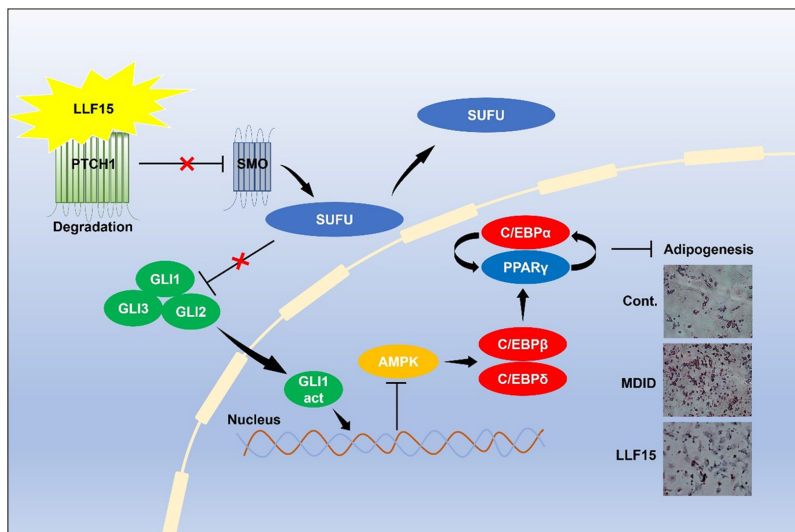 LLF15
PTCH1
SMO
Degradation
SUFU
SUFU
GLI1
GLI3
GLI2
GLI1
act
Nucleus
AMPK
C/EBPβ
C/EBPδ
C/EBPα
PPARγ
Adipogenesis
Cont.
MDID
LLF15